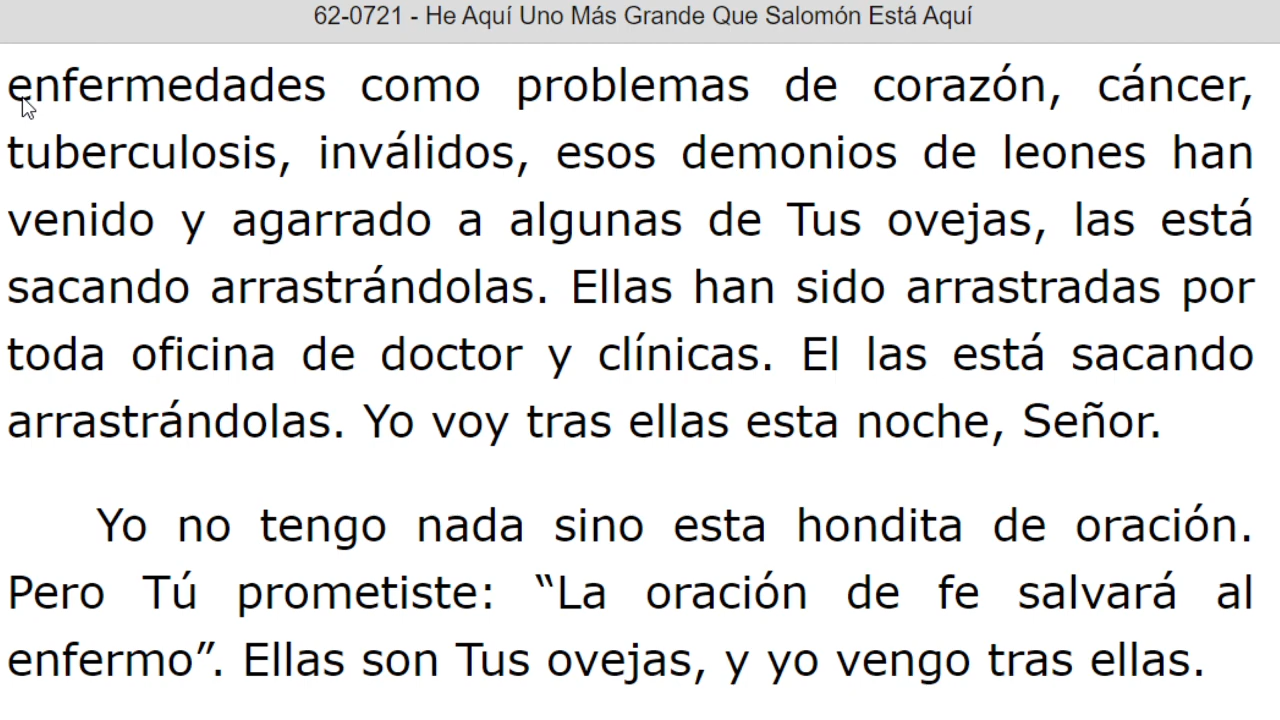 62-0721 - He Aquí Uno Más Grande Que Salomón Está Aquí
enfermedades como problemas de corazón, cáncer,
tuberculosis, inválidos, esos demonios de leones han
venido y agarrado a algunas de Tus ovejas, las está
sacando arrastrándolas. Ellas han sido arrastradas por
toda oficina de doctor y clínicas. El las está sacando
arrastrándolas. Yo voy tras ellas esta noche, Señor.
Yo no tengo nada sino esta hondita de oración.
Pero Tú prometiste: “La oración de fe salvará al
enfermo”. Ellas son Tus ovejas, y yo vengo tras ellas.